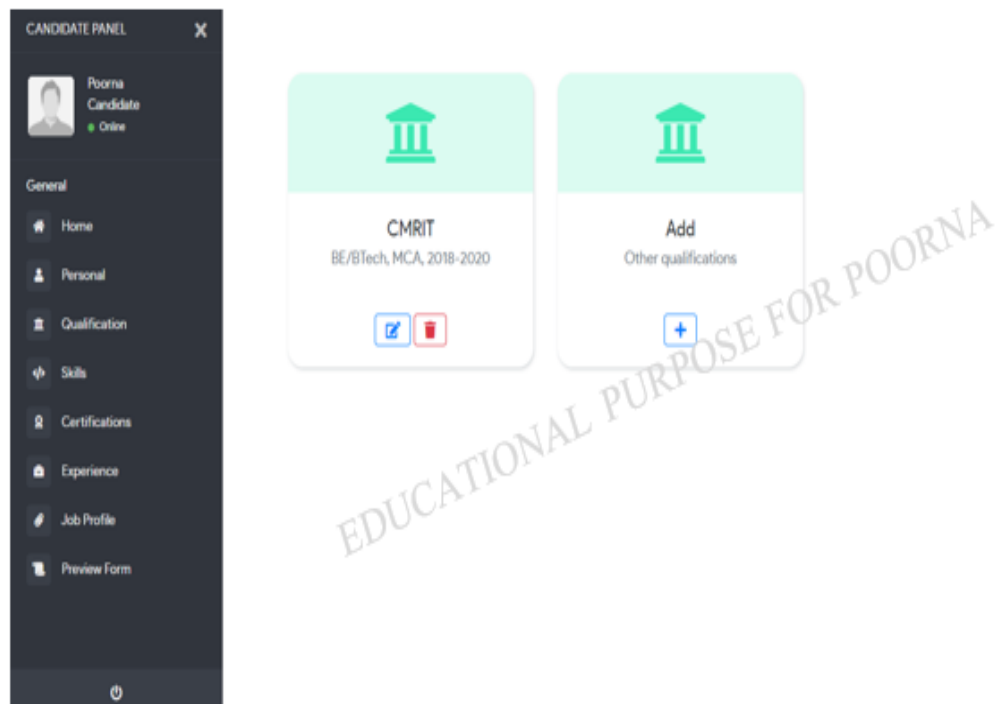 CANDIDATE PANEL
Poorna
Candidate
Online
General
Home
Personal
Qualification
Skills
Certifications
Experience
Job Profile
Preview Form
CMRIT
BE/BTech, MCA, 2018-2020
Add
Other qualifications
EDUCATIONAL PURPOSE FOR POORNA